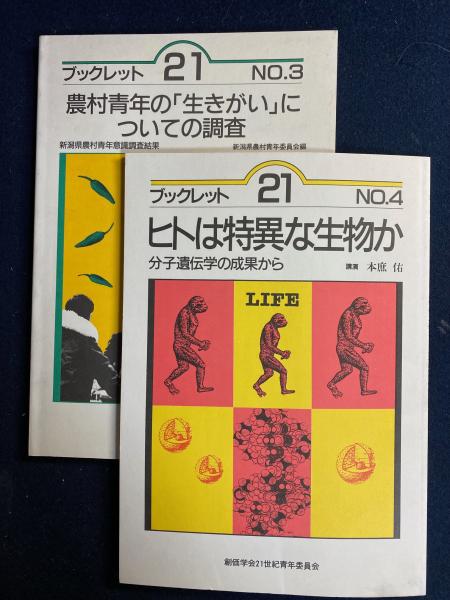 ブックレット 21 NO.3
農村青年の「生きがい」に
ついての調査
新潟県農村青年意識調査結果 新潟県農村青年委員会編
ブックレット 21 NO.4
ヒトは特異な生物か
分子遺伝学の成果から 講演 本庶 佑
LIFE
創価学会21世紀青年委員会